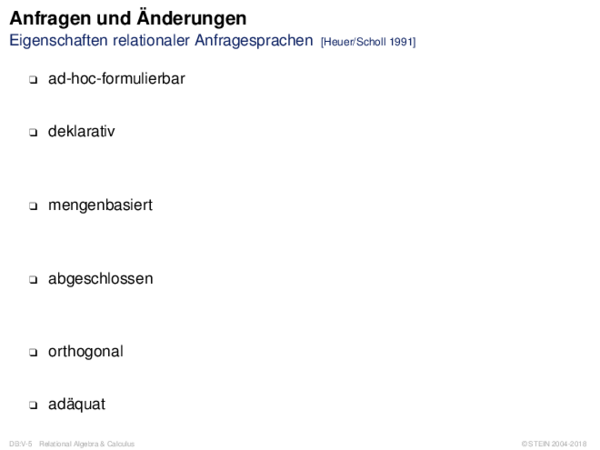 Anfragen und Änderungen
Eigenschaften relationaler Anfragesprachen [Heuer/Scholl 1991]
❑ ad-hoc-formulierbar
❑ deklarativ
❑ mengenbasiert
❑ abgeschlossen
❑ orthogonal
❑ adäquat
DB:V-5 Relational Algebra & Calculus © STEIN 2004-2018